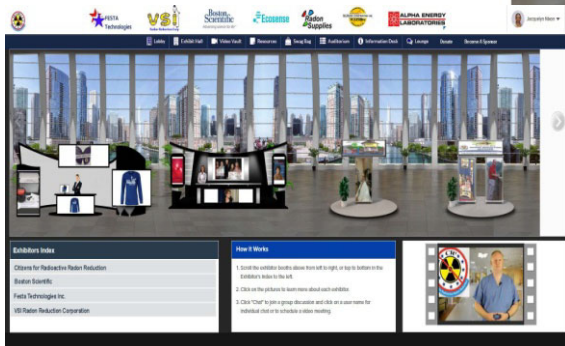 FESTA
Technologies
VSI
Boston
Scientific
Ecosense
Radon
Supplies
ALPHA ENERGY
LABORATORIES
Lobby
Exhibit Hall
Video Vault
Resources
Swag Bag
Auditorium
Information Desk
Lounge
Donate
Become A Sponsor
Exhibitors Index
Citizens for Radioactive Radon Reduction
Boston Scientific
Festa Technologies Inc.
VSI Radon Reduction Corporation
How It Works
1. Scroll the exhibitor booths above from left to right, or top to bottom in the
Exhibitor's Index to the left.
2. Click on the pictures to learn more about each exhibitor.
3. Click "Chat" to join a group discussion and click on a user name for
individual chat or to schedule a video meeting.